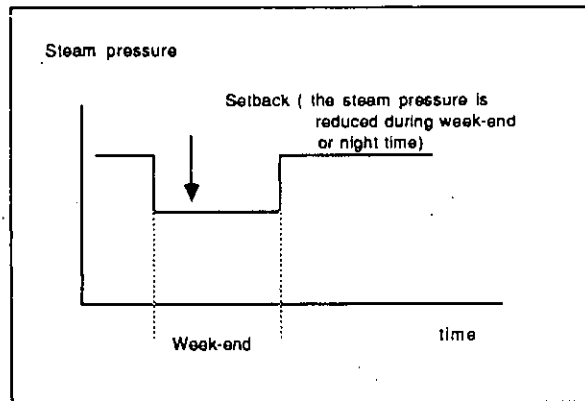 Steam pressure
Setback ( the steam pressure is
reduced during week-end
or night time)
Week-end
time